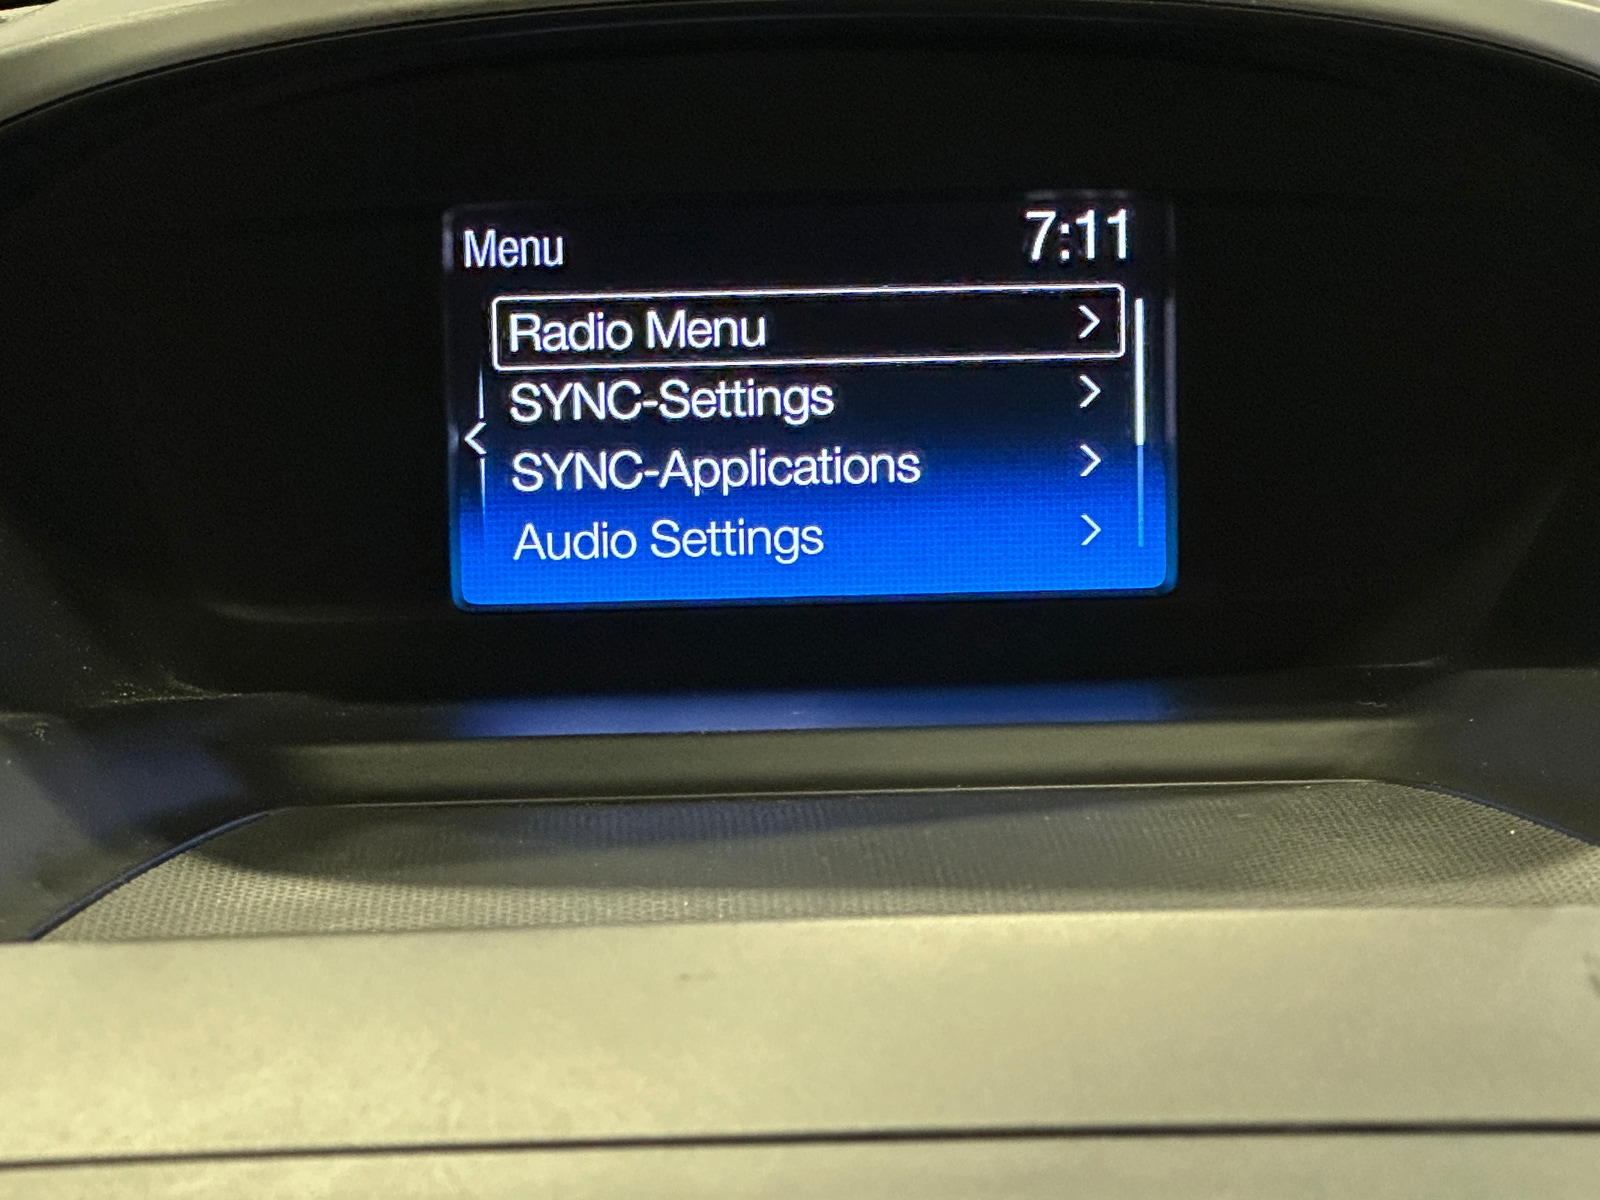 Menu 7:11
Radio Menu >
SYNC-Settings >
SYNC-Applications >
Audio Settings >